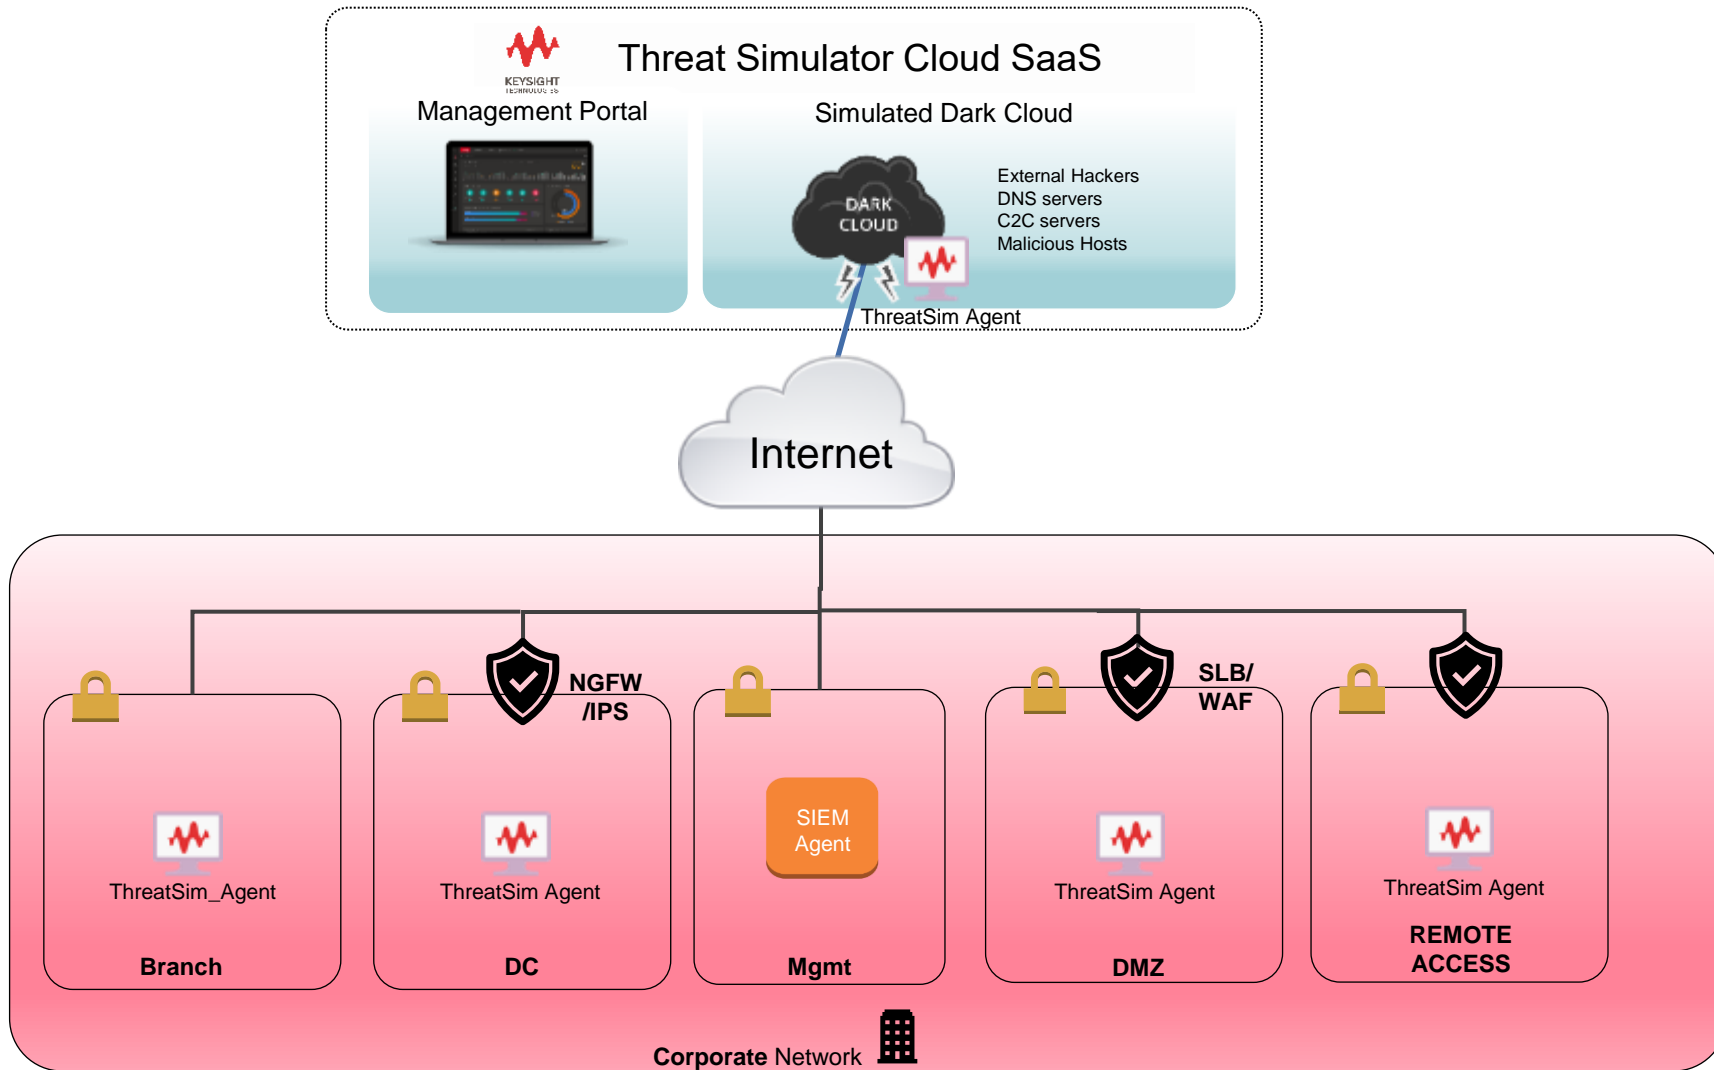 Threat Simulator Cloud SaaS
KEYSIGHT
TECHNOLOGIES
Management Portal
Simulated Dark Cloud
DARK
CLOUD
External Hackers
DNS servers
C2C servers
Malicious Hosts
ThreatSim Agent
Internet
NGFW
/IPS
SLB/
WAF
SIEM
Agent
ThreatSim_Agent
ThreatSim Agent
ThreatSim Agent
ThreatSim Agent
Branch
DC
Mgmt
DMZ
REMOTE
ACCESS
Corporate Network